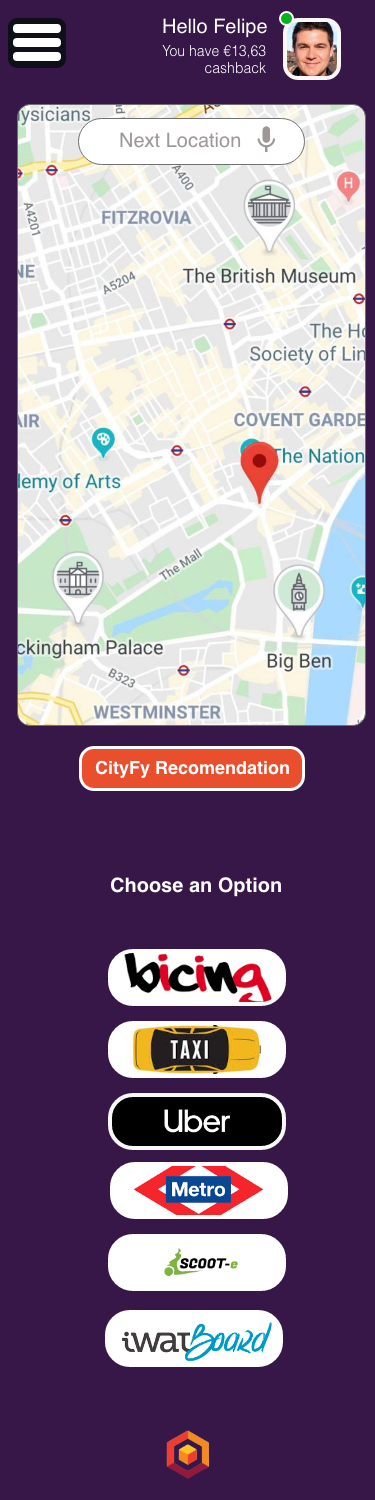 Hello Felipe
You have €13,63
cashback
ysicians
Next Location
A400
A4201
FITZROVIA
H
NE
A5204
The British Museum
The Ho
Society of Lin
AIR
COVENT GARDE
The Nation
demy of Arts
The Mall
ckingham Palace
Big Ben
B323
WESTMINSTER
CityFy Recomendation
Choose an Option
bicing
TAXI
Uber
Metro
SCOOT-e
iwatBoard